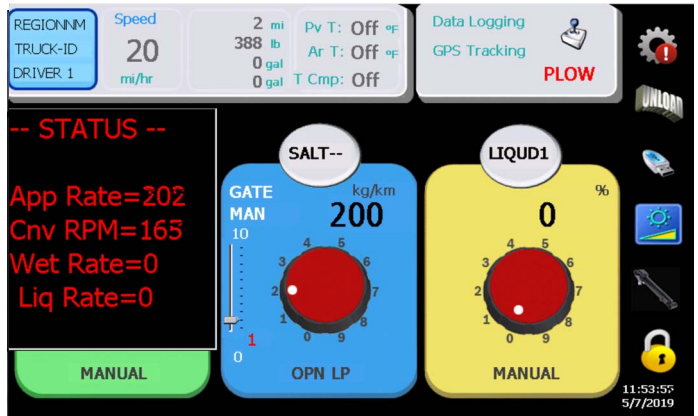 REGIONNM
TRUCK-ID
DRIVER 1
Speed
20
mi/hr
2 mi
388 lb
0 gal
0 gal
Pv T: Off °F
Ar T: Off °F
T Cmp: Off
Data Logging
GPS Tracking
PLOW
UNLOAD
-- STATUS --
App Rate=202
Cnv RPM=165
Wet Rate=0
Liq Rate=0
MANUAL
SALT--
GATE
MAN
kg/km
200
10
1
0
0 1 2 3 4 5 6 7 8 9
OPN LP
LIQUD1
%
0
0 1 2 3 4 5 6 7 8 9
MANUAL
11:53:55
5/7/2019